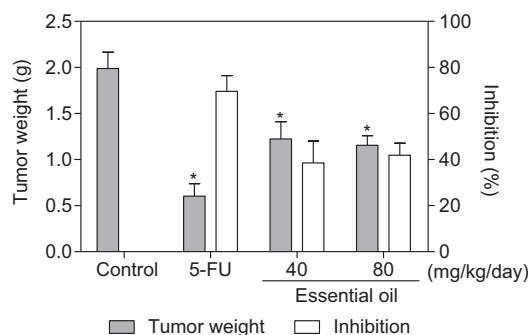 2.5 100
2.0 80
1.5 60
1.0 40
0.5 20
0.0 0
Tumor weight (g)
Inhibition (%)
* * *
Control 5-FU 40 80 (mg/kg/day)
Essential oil
Tumor weight Inhibition